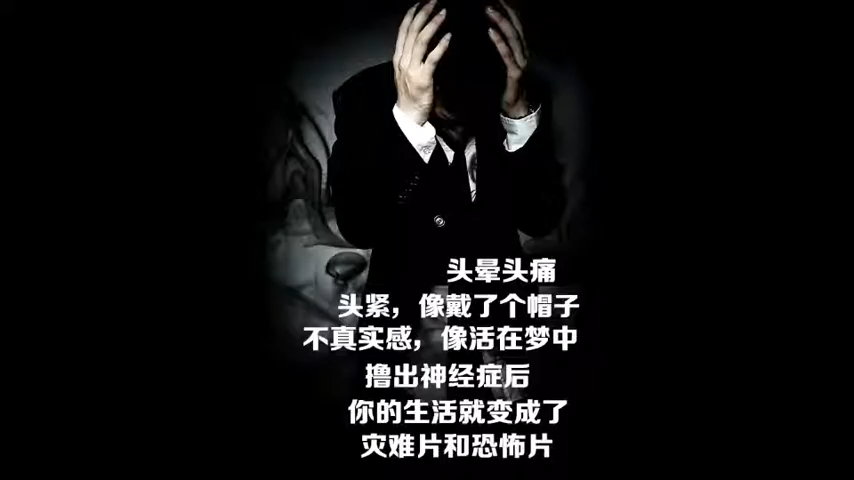 头晕头痛
头紧，像戴了个帽子
不真实感，像活在梦中
撸出神经症后
你的生活就变成了
灾难片和恐怖片